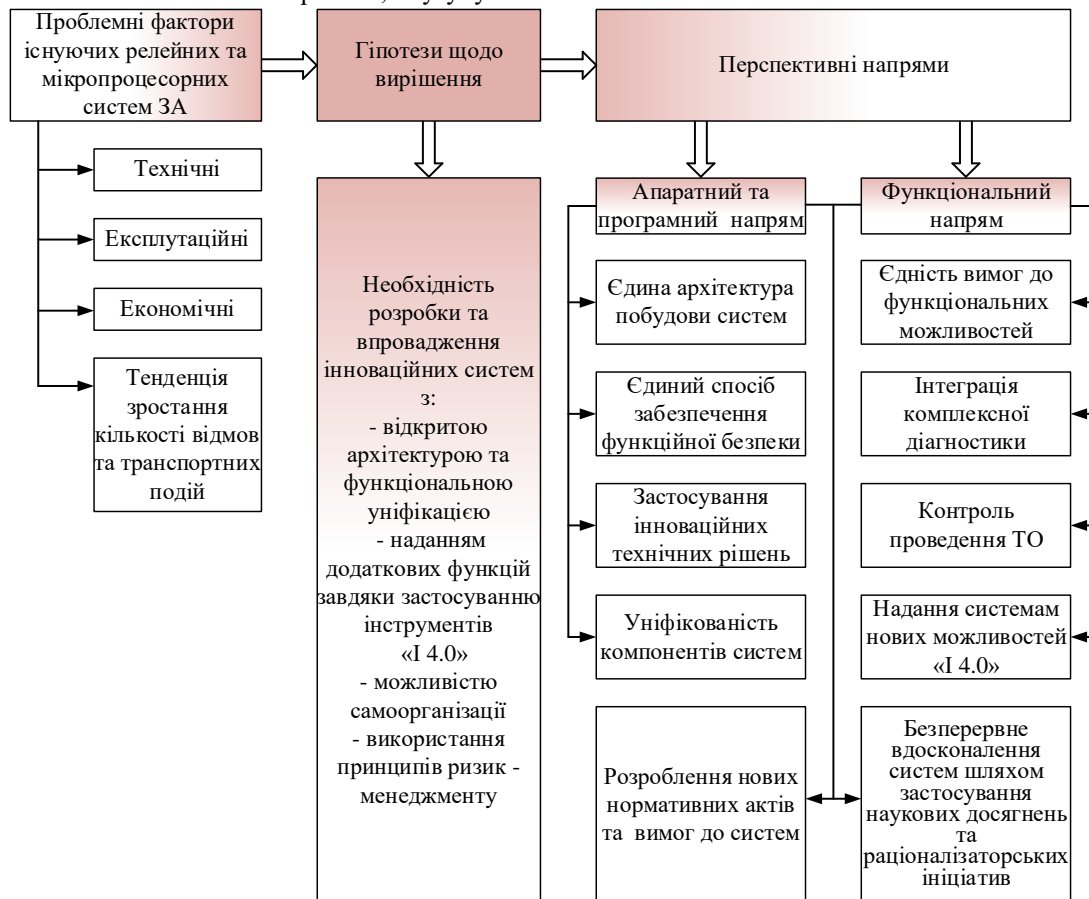 Проблемні фактори
існуючих релейних та
мікропроцесорних
систем ЗА
Гіпотези щодо
вирішення
Перспективні напрями
Технічні
Експлутаційні
Економічні
Тенденція
зростання
кількості відмов
та транспортних
подій
Необхідність
розробки та
впровадження
інноваційних систем
з:
- відкритою
архітектурою та
функціональною
уніфікацією
- наданням
додаткових функцій
завдяки застосуванню
інструментів
«І 4.0»
- можливістю
самоорганізації
- використання
принципів ризик -
менеджменту
Апаратний та
програмний напрям
Єдина архітектура
побудови систем
Єдиний спосіб
забезпечення
функційної безпеки
Застосування
інноваційних
технічних рішень
Уніфікованість
компонентів систем
Розроблення нових
нормативних актів
та вимог до систем
Функціональний
напрям
Єдність вимог до
функціональних
можливостей
Інтеграція
комплексної
діагностики
Контроль
проведення ТО
Надання системам
нових можливостей
«І 4.0»
Безперервне
вдосконалення
систем шляхом
застосування
наукових досягнень
та
раціоналізаторських
ініціатив